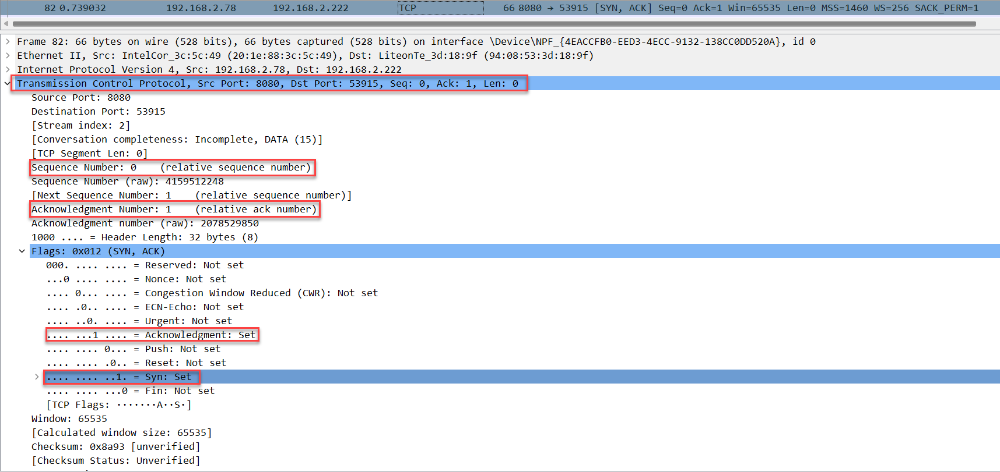 82 0.739032 192.168.2.78 192.168.2.222 TCP 66 8080 → 53915 [SYN, ACK] Seq=0 Ack=1 Win=65535 Len=0 MSS=1460 WS=256 SACK_PERM=1
Frame 82: 66 bytes on wire (528 bits), 66 bytes captured (528 bits) on interface \Device\NPF_{4EACCFB0-EED3-4ECC-9132-138CC0DD520A}, id 0
Ethernet II, Src: IntelCor_3c:5c:49 (20:1e:88:3c:5c:49), Dst: LiteonTe_3d:18:9f (94:08:53:3d:18:9f)
Internet Protocol Version 4, Src: 192.168.2.78, Dst: 192.168.2.222
Transmission Control Protocol, Src Port: 8080, Dst Port: 53915, Seq: 0, Ack: 1, Len: 0
Source Port: 8080
Destination Port: 53915
[Stream index: 2]
[Conversation completeness: Incomplete, DATA (15)]
[TCP Segment Len: 0]
Sequence Number: 0 (relative sequence number)
Sequence Number (raw): 4159512248
[Next Sequence Number: 1 (relative sequence number)]
Acknowledgment Number: 1 (relative ack number)
Acknowledgment number (raw): 2078529850
1000 .... = Header Length: 32 bytes (8)
Flags: 0x012 (SYN, ACK)
000. .... .... = Reserved: Not set
...0 .... .... = Nonce: Not set
.... 0... .... = Congestion Window Reduced (CWR): Not set
.... .0.. .... = ECN-Echo: Not set
.... ..0. .... = Urgent: Not set
.... ...1 .... = Acknowledgment: Set
.... .... 0... = Push: Not set
.... .... .0.. = Reset: Not set
.... .... ..1. = Syn: Set
.... .... ...0 = Fin: Not set
[TCP Flags: ·······A··S·]
Window: 65535
[Calculated window size: 65535]
Checksum: 0x8a93 [unverified]
[Checksum Status: Unverified]